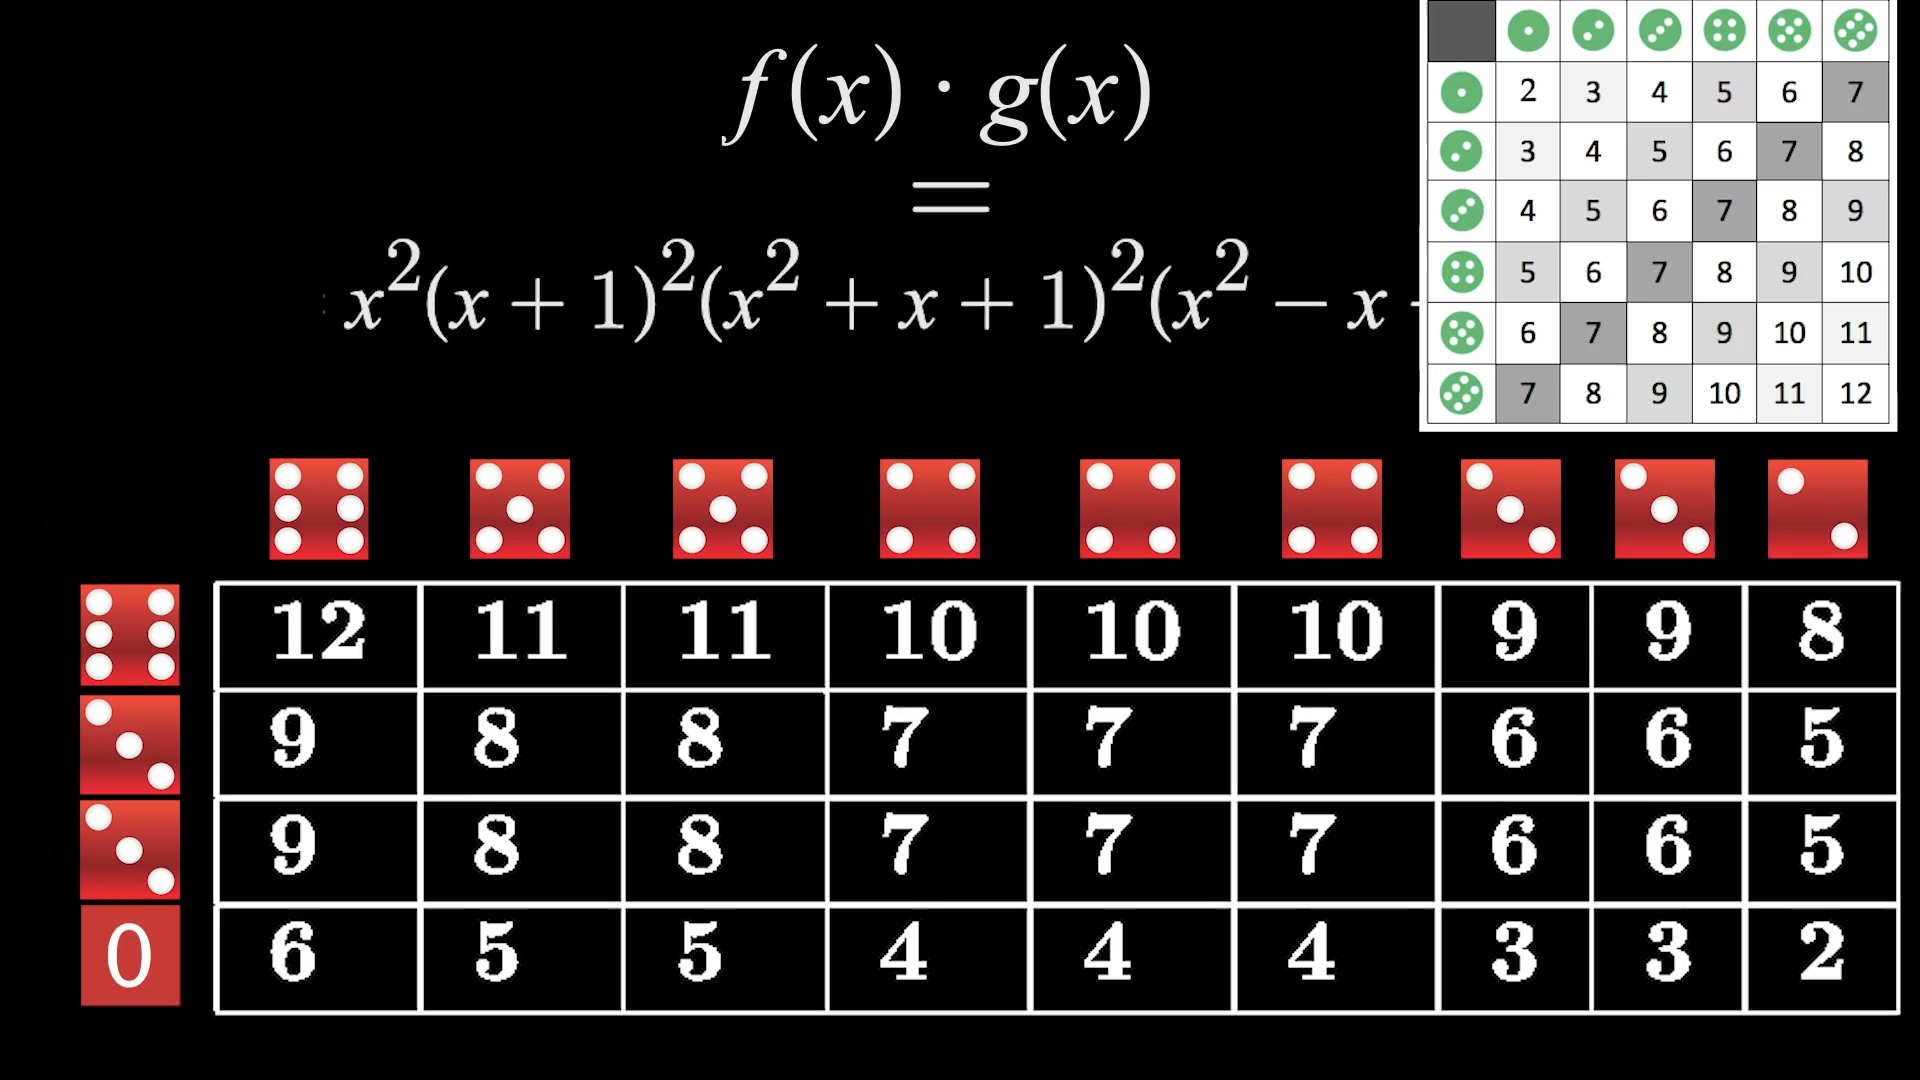 f(x) · g(x)
=
x²(x + 1)²(x² + x + 1)²(x² − x
2 3 4 5 6 7
3 4 5 6 7 8
4 5 6 7 8 9
5 6 7 8 9 10
6 7 8 9 10 11
7 8 9 10 11 12
12 11 11 10 10 10 9 9 8
9 8 8 7 7 7 6 6 5
9 8 8 7 7 7 6 6 5
0 6 5 5 4 4 4 3 3 2